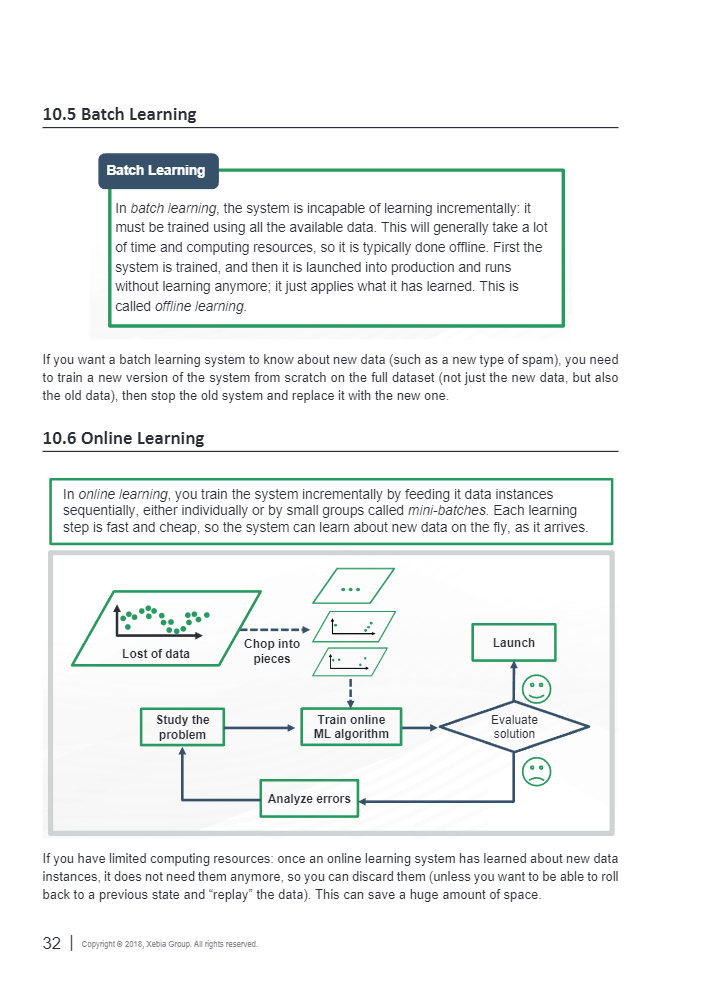 10.5 Batch Learning
Batch Learning
In batch learning, the system is incapable of learning incrementally: it
must be trained using all the available data. This will generally take a lot
of time and computing resources, so it is typically done offline. First the
system is trained, and then it is launched into production and runs
without learning anymore; it just applies what it has learned. This is
called offline learning.
If you want a batch learning system to know about new data (such as a new type of spam), you need
to train a new version of the system from scratch on the full dataset (not just the new data, but also
the old data), then stop the old system and replace it with the new one.
10.6 Online Learning
In online learning, you train the system incrementally by feeding it data instances
sequentially, either individually or by small groups called mini-batches. Each learning
step is fast and cheap, so the system can learn about new data on the fly, as it arrives.
Lost of data
Chop into
pieces
Launch
Study the
problem
Train online
ML algorithm
Evaluate
solution
Analyze errors
If you have limited computing resources: once an online learning system has learned about new data
instances, it does not need them anymore, so you can discard them (unless you want to be able to roll
back to a previous state and “replay” the data). This can save a huge amount of space.
32 | Copyright © 2018, Xebia Group. All rights reserved.